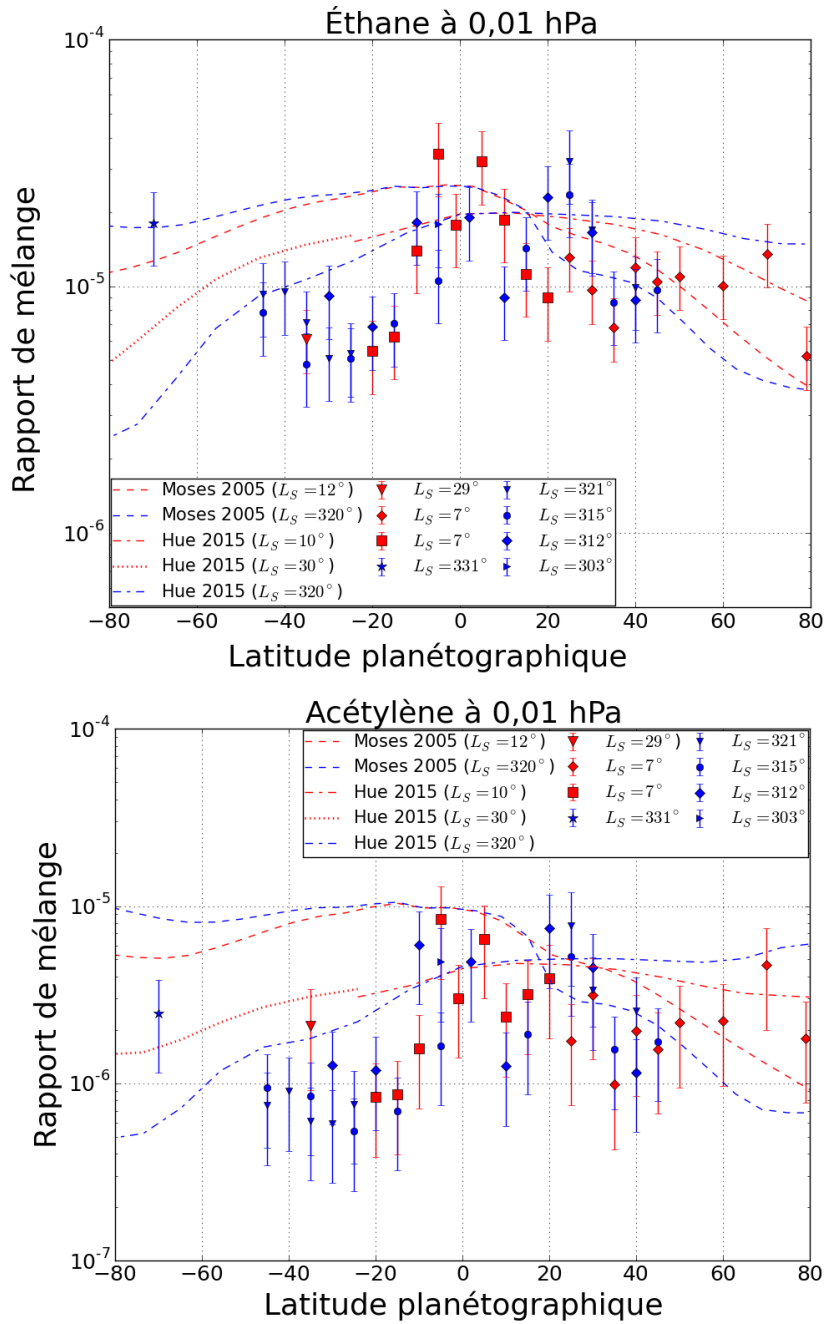 Éthane à 0,01 hPa
10⁻⁴
10⁻⁵
10⁻⁶
Rapport de mélange
Moses 2005 (L_S = 12°)
Moses 2005 (L_S = 320°)
Hue 2015 (L_S = 10°)
Hue 2015 (L_S = 30°)
Hue 2015 (L_S = 320°)
L_S = 29°
L_S = 7°
L_S = 7°
L_S = 331°
L_S = 321°
L_S = 315°
L_S = 312°
L_S = 303°
−80 −60 −40 −20 0 20 40 60 80
Latitude planétographique
Acétylène à 0,01 hPa
10⁻⁴
10⁻⁵
10⁻⁶
10⁻⁷
Rapport de mélange
Moses 2005 (L_S = 12°)
Moses 2005 (L_S = 320°)
Hue 2015 (L_S = 10°)
Hue 2015 (L_S = 30°)
Hue 2015 (L_S = 320°)
L_S = 29°
L_S = 7°
L_S = 7°
L_S = 331°
L_S = 321°
L_S = 315°
L_S = 312°
L_S = 303°
−80 −60 −40 −20 0 20 40 60 80
Latitude planétographique